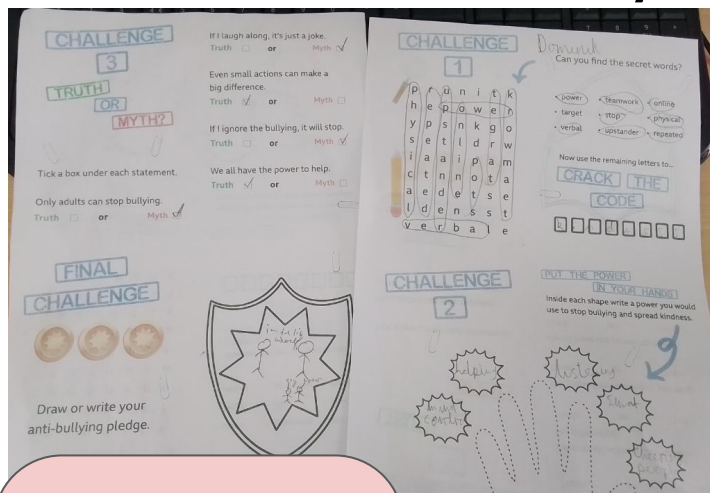 CHALLENGE
3
TRUTH
OR
MYTH?
Tick a box under each statement.
Only adults can stop bullying.
Truth or Myth
If I laugh along, it's just a joke.
Truth or Myth
Even small actions can make a
big difference.
Truth or Myth
If I ignore the bullying, it will stop.
Truth or Myth
We all have the power to help.
Truth or Myth
FINAL
CHALLENGE
Draw or write your
anti-bullying pledge.
CHALLENGE
1
Can you find the secret words?
p r u n i t k
h e p o w e r
y p s n k g o
s e t l d r w
i a a i p a m
c t n n o t a
a e d e t s e
l d e n s s t
v e r b a l e
power teamwork online
target stop physical
verbal upstander repeated
Now use the remaining letters to...
CRACK THE
CODE
CHALLENGE
2
PUT THE POWER
IN YOUR HANDS
Inside each shape write a power you would
use to stop bullying and spread kindness.
helping